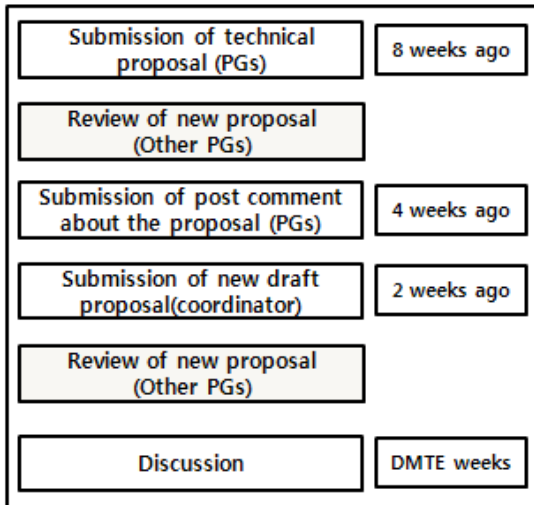 Submission of technical
proposal (PGs)
8 weeks ago
Review of new proposal
(Other PGs)
Submission of post comment
about the proposal (PGs)
4 weeks ago
Submission of new draft
proposal(coordinator)
2 weeks ago
Review of new proposal
(Other PGs)
Discussion
DMTE weeks